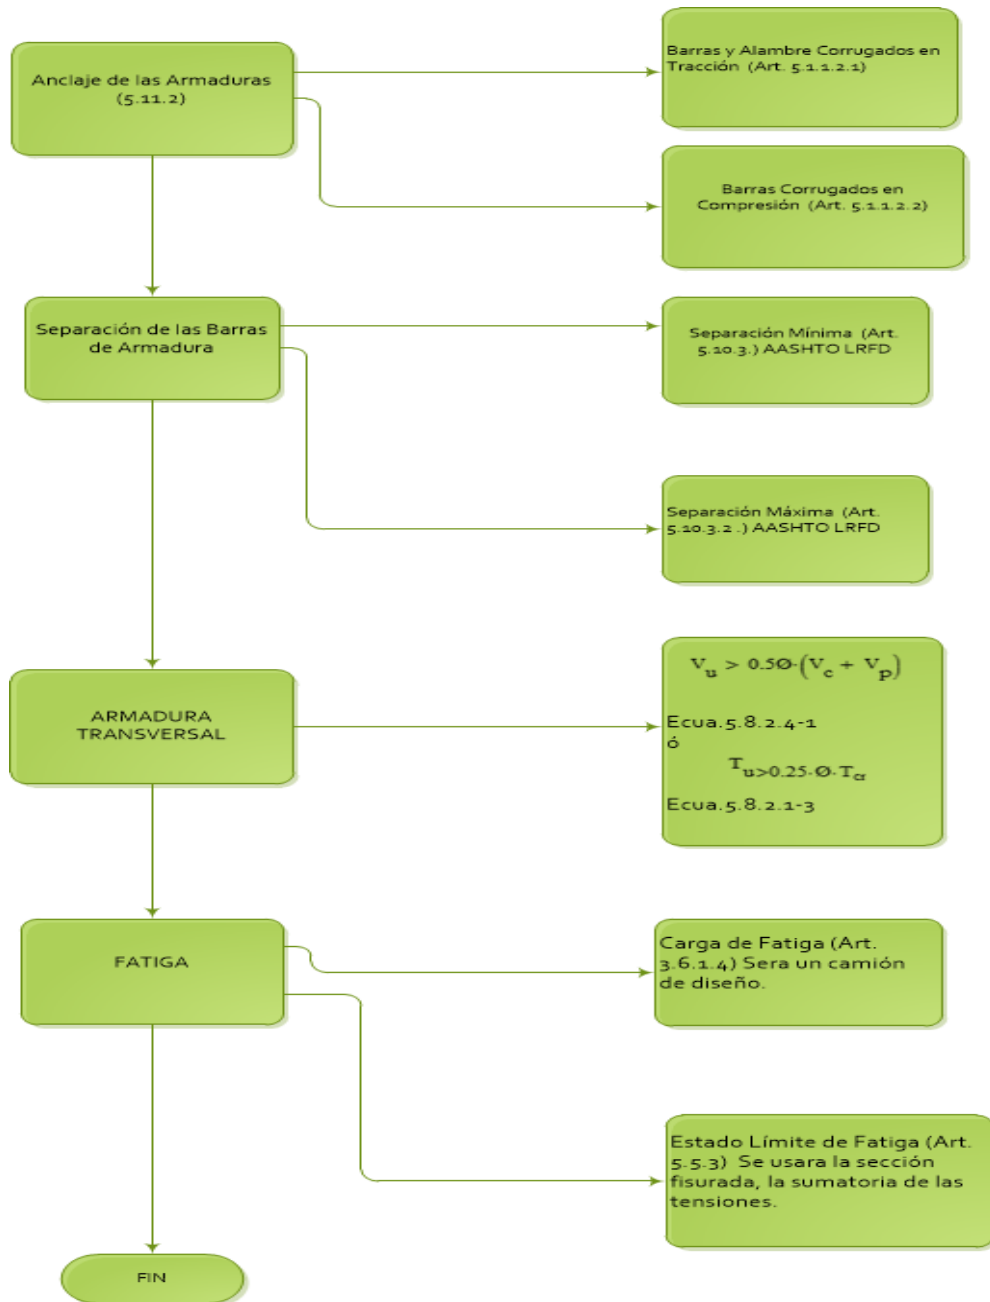 Anclaje de las Armaduras
(5.11.2)
Barras y Alambre Corrugados en
Tracción (Art. 5.1.1.2.1)
Barras Corrugados en
Compresión (Art. 5.1.1.2.2)
Separación de las Barras
de Armadura
Separación Mínima (Art.
5.10.3.) AASHTO LRFD
Separación Máxima (Art.
5.10.3.2 .) AASHTO LRFD
ARMADURA
TRANSVERSAL
V_u > 0.5Ø·(V_c + V_p)
Ecua.5.8.2.4-1
ó
T_u>0.25·Ø·T_cr
Ecua.5.8.2.1-3
FATIGA
Carga de Fatiga (Art.
3.6.1.4) Sera un camión
de diseño.
Estado Límite de Fatiga (Art.
5.5.3) Se usara la sección
fisurada, la sumatoria de las
tensiones.
FIN